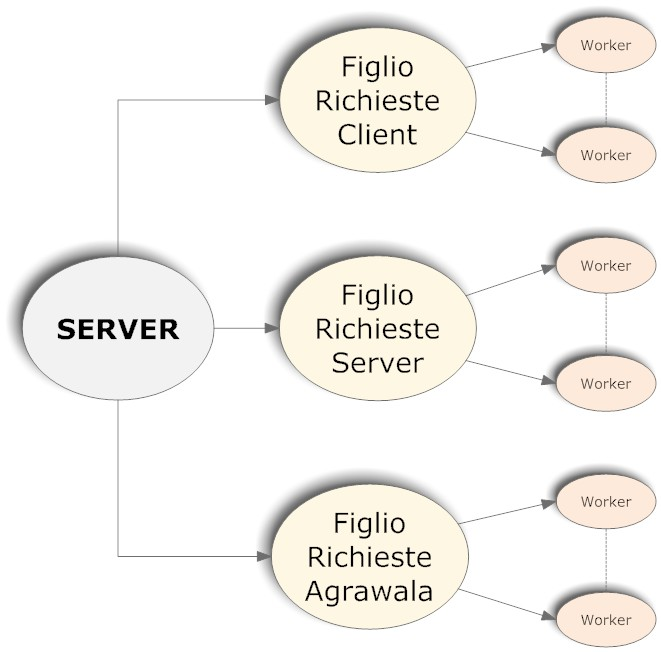 Figlio
Richieste
Client
Worker
Worker
SERVER
Figlio
Richieste
Server
Worker
Worker
Figlio
Richieste
Agrawala
Worker
Worker